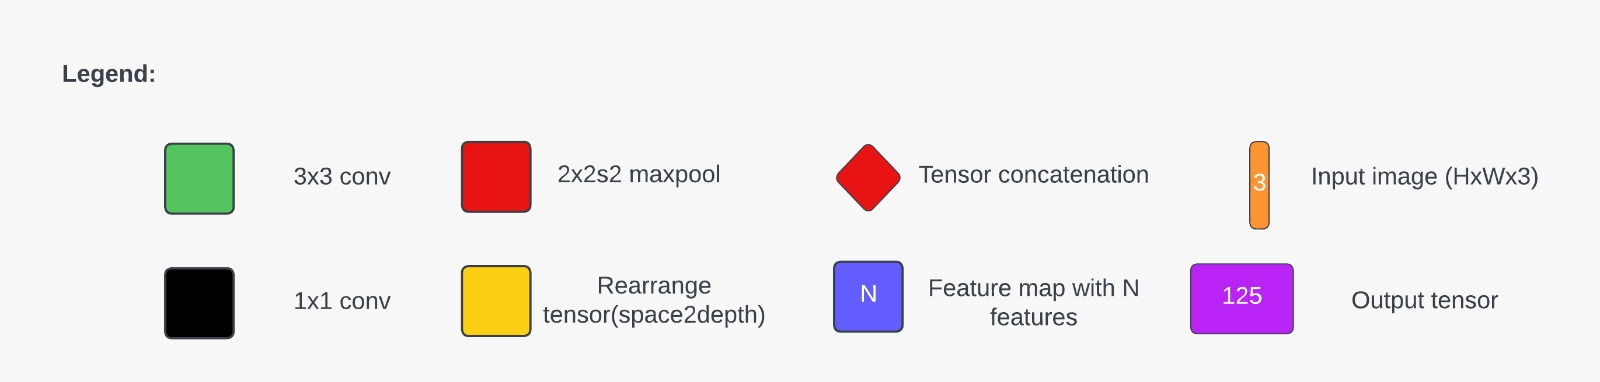 Legend:
3x3 conv
2x2s2 maxpool
Tensor concatenation
3
Input image (HxWx3)
1x1 conv
Rearrange
tensor(space2depth)
N
Feature map with N
features
125
Output tensor